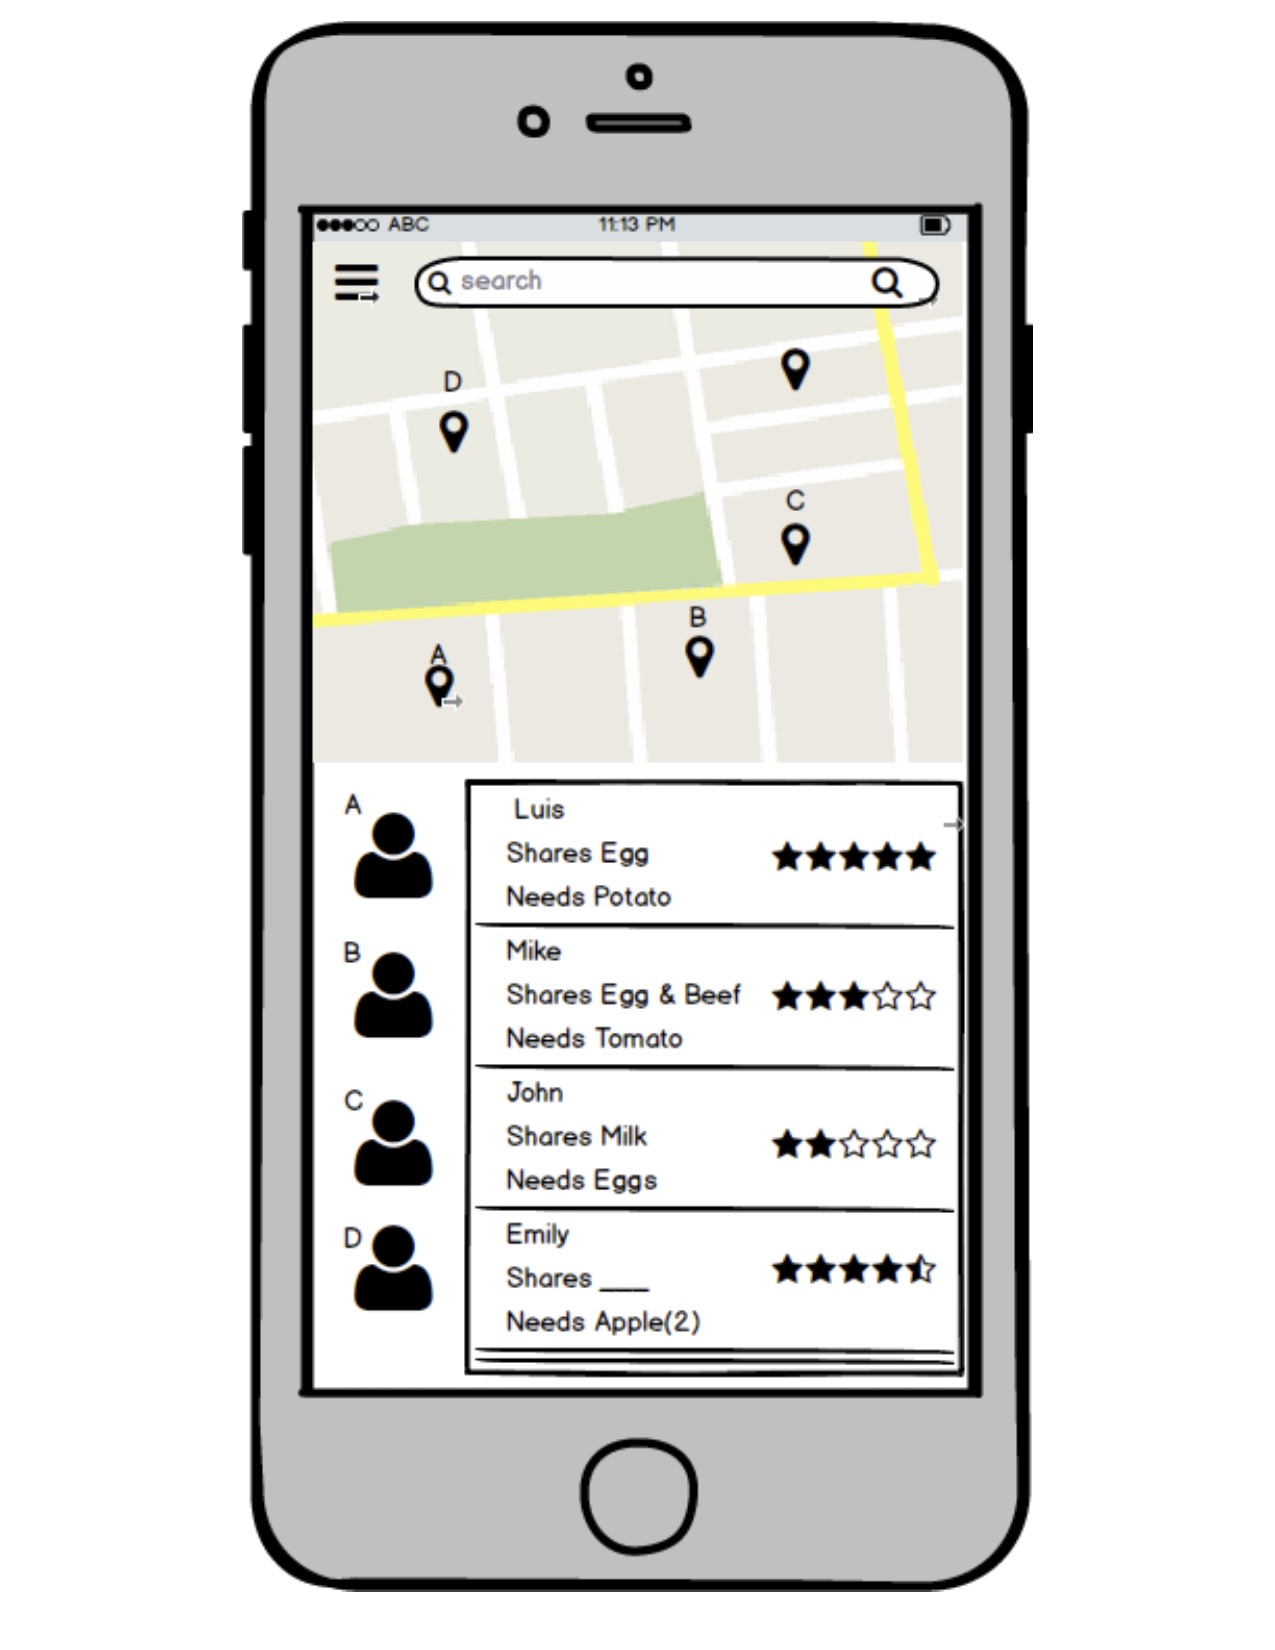 ABC 11:13 PM
search
D
C
B
A
A
Luis
Shares Egg
Needs Potato
B
Mike
Shares Egg & Beef
Needs Tomato
C
John
Shares Milk
Needs Eggs
D
Emily
Shares ___
Needs Apple(2)